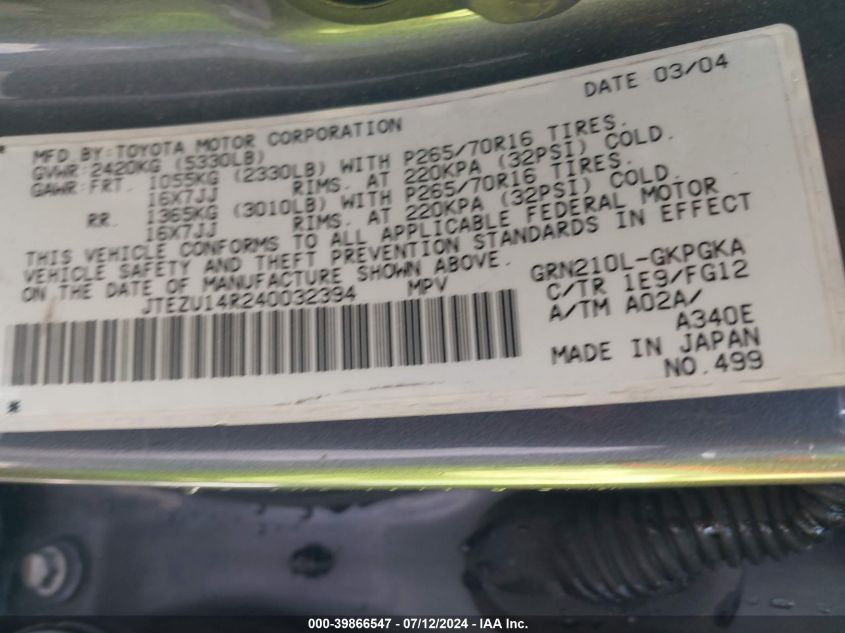 DATE 03/04
MFD.BY:TOYOTA MOTOR CORPORATION
GVWR:2420KG (5330LB)
GAWR:FRT. 1055KG (2330LB) WITH P265/70R16 TIRES.
16X7JJ RIMS. AT 220KPA (32PSI) COLD.
RR. 1365KG (3010LB) WITH P265/70R16 TIRES.
16X7JJ RIMS. AT 220KPA (32PSI) COLD.
THIS VEHICLE CONFORMS TO ALL APPLICABLE FEDERAL MOTOR
VEHICLE SAFETY AND THEFT PREVENTION STANDARDS IN EFFECT
ON THE DATE OF MANUFACTURE SHOWN ABOVE.
JTEZU14R240032394 MPV
GRN210L-GKPGKA
C/TR 1E9/FG12
A/TM A02A/
A340E
MADE IN JAPAN
NO.499
000-39866547 / 07/12/2024 - IAA Inc.